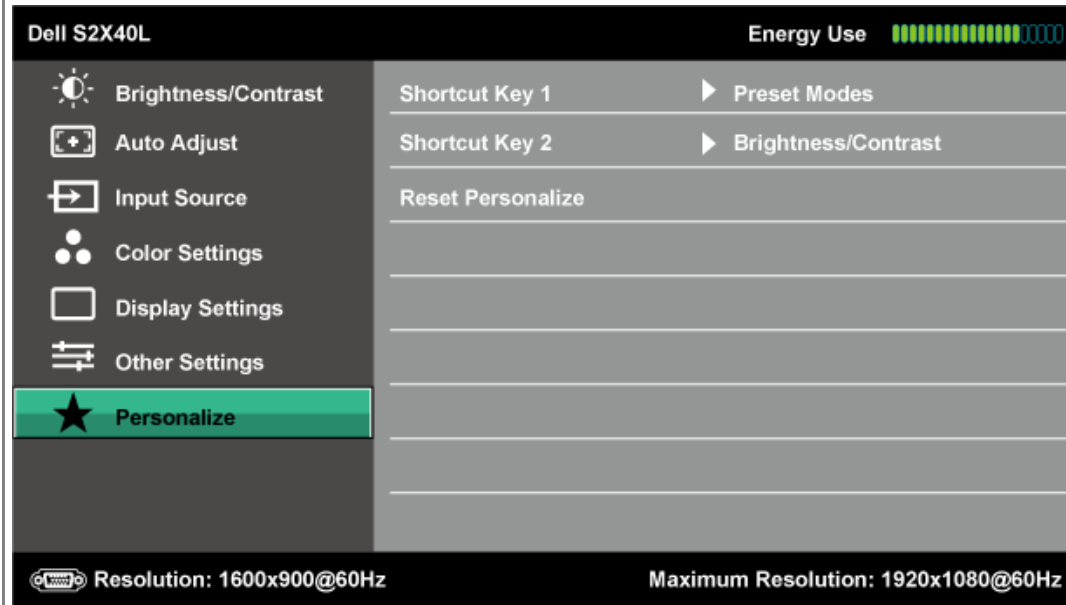 Dell S2X40L Energy Use
Brightness/Contrast Shortcut Key 1 Preset Modes
Auto Adjust Shortcut Key 2 Brightness/Contrast
Input Source Reset Personalize
Color Settings
Display Settings
Other Settings
Personalize
Resolution: 1600x900@60Hz Maximum Resolution: 1920x1080@60Hz